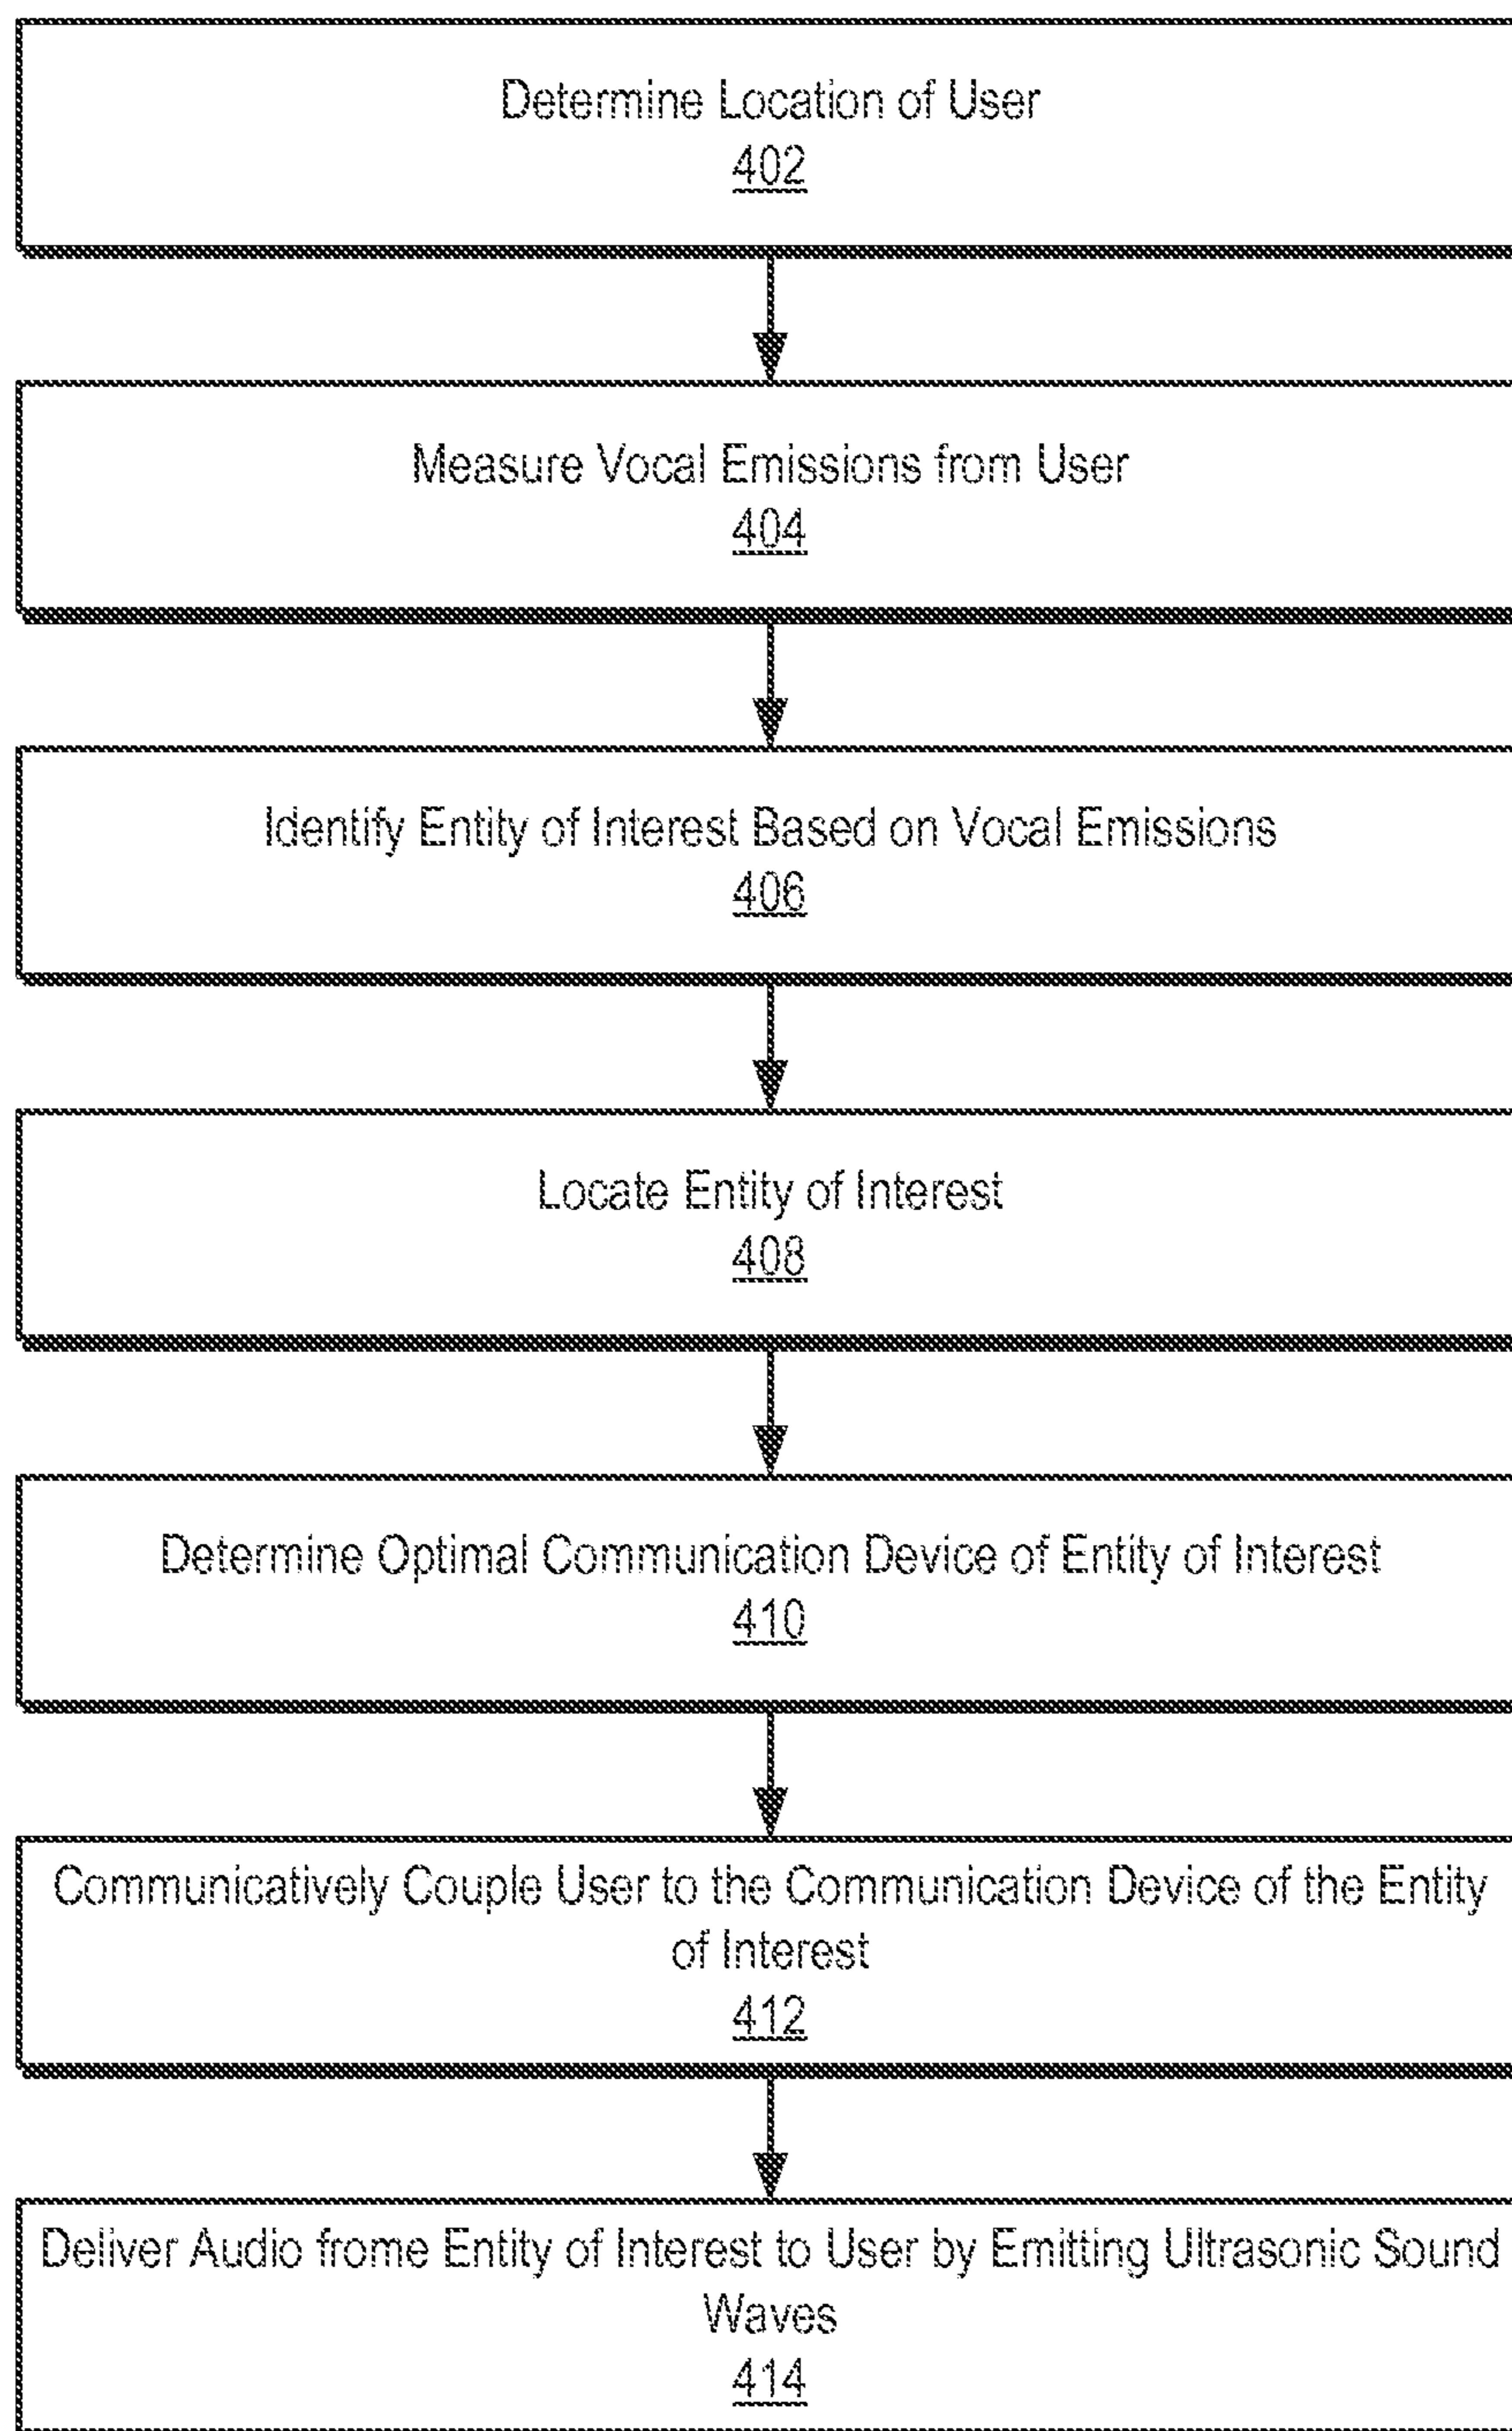 Determine Location of User
402
Measure Vocal Emissions from User
404
Identify Entity of Interest Based on Vocal Emissions
406
Locate Entity of Interest
408
Determine Optimal Communication Device of Entity of Interest
410
Communicatively Couple User to the Communication Device of the Entity
of Interest
412
Deliver Audio frome Entity of Interest to User by Emitting Ultrasonic Sound
Waves
414